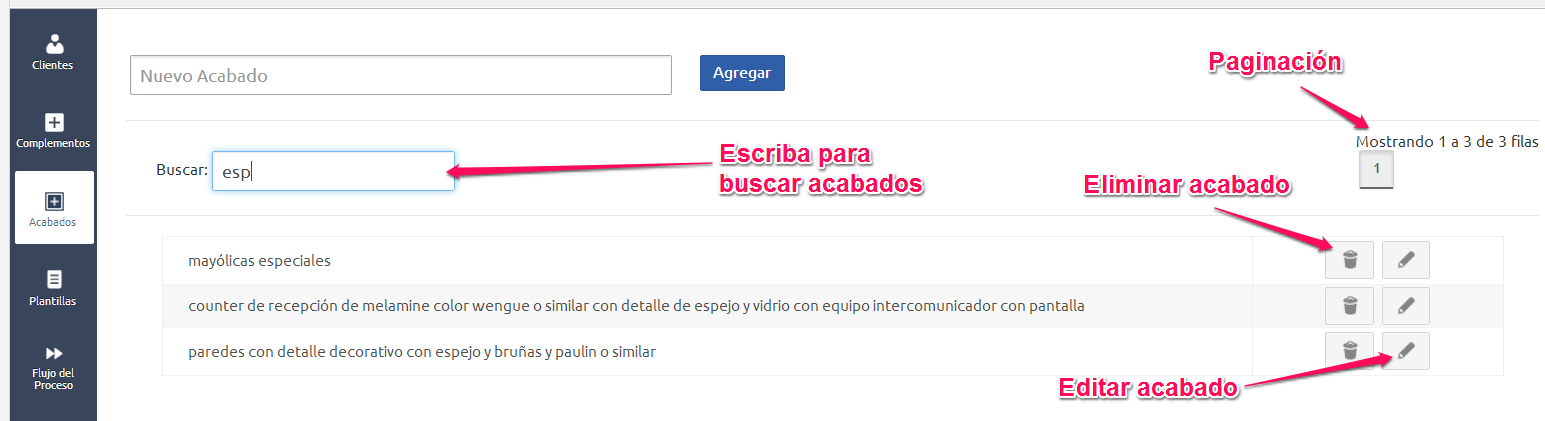 Clientes
Complementos
Acabados
Plantillas
Flujo del
Proceso
Nuevo Acabado
Agregar
Paginación
Mostrando 1 a 3 de 3 filas
1
Buscar:
esp
Escriba para
buscar acabados
Eliminar acabado
mayólicas especiales
counter de recepción de melamine color wengue o similar con detalle de espejo y vidrio con equipo intercomunicador con pantalla
paredes con detalle decorativo con espejo y bruñas y paulin o similar
Editar acabado